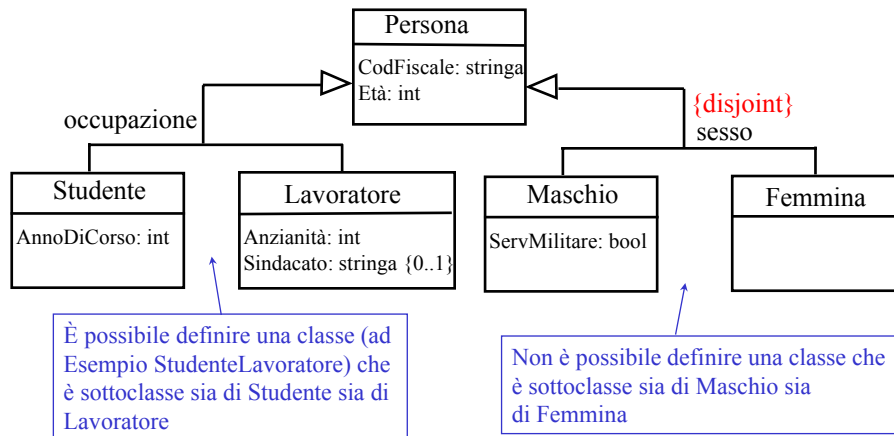 Persona
CodFiscale: stringa
Età: int
occupazione
{disjoint}
sesso
Studente
AnnoDiCorso: int
Lavoratore
Anzianità: int
Sindacato: stringa {0..1}
Maschio
ServMilitare: bool
Femmina
È possibile definire una classe (ad
Esempio StudenteLavoratore) che
è sottoclasse sia di Studente sia di
Lavoratore
Non è possibile definire una classe che
è sottoclasse sia di Maschio sia
di Femmina